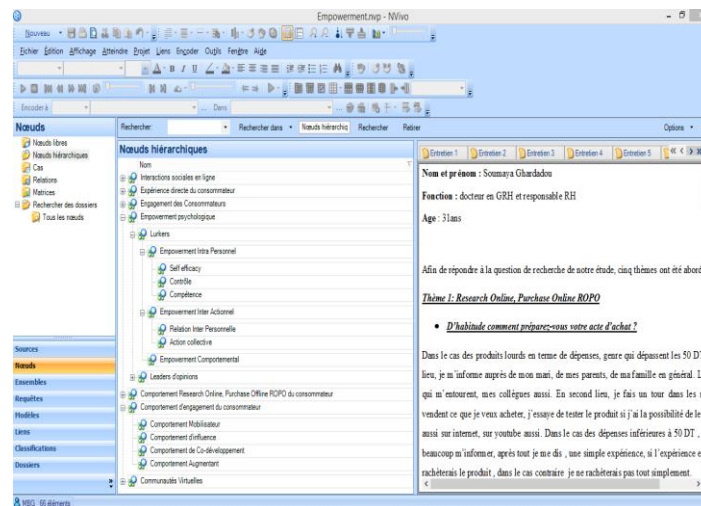 Empowerment.nvp - NVivo
Nouveau
Fichier Édition Affichage Atteindre Projet Liens Encoder Outils Fenêtre Aide
Encoder à ... Dans
Nœuds
Rechercher: Rechercher dans Nœuds hiérarchiq Rechercher Retirer Options
Nœuds libres
Nœuds hiérarchiques
Cas
Relations
Matrices
Rechercher des dossiers
Tous les nœuds
Sources
Nœuds
Ensembles
Requêtes
Modèles
Liens
Classifications
Dossiers
Nœuds hiérarchiques
Nom
Interactions sociales en ligne
Expérience directe du consommateur
Engagement des Consommateurs
Empowerment psychologique
Lurkers
Empowerment Intra Personnel
Self efficacy
Contrôle
Compétence
Empowerment Inter Actionnel
Relation Inter Personnelle
Action collective
Empowerment Comportemental
Leaders d'opinions
Comportement Research Online, Purchase Offline ROPO du consommateur
Comportement d'engagement du consommateur
Comportement Mobilisateur
Comportement d'influence
Comportement de Co-développement
Comportement Augmentant
Communautés Virtuelles
Entretien 1 Entretien 2 Entretien 3 Entretien 4 Entretien 5
Nom et prénom : Soumaya Ghardadou
Fonction : docteur en GRH et responsable RH
Age : 31ans
Afin de répondre à la question de recherche de notre étude, cinq thèmes ont été abord
Thème 1: Research Online, Purchase Online ROPO
• D'habitude comment préparez-vous votre acte d'achat ?
Dans le cas des produits lourds en terme de dépenses, genre qui dépassent les 50 DT
lieu, je m'informe auprès de mon mari, de mes parents, de ma famille en général. L
qui m'entourent, mes collègues aussi. En second lieu, je fais un tour dans les
vendent ce que je veux acheter, j'essaye de tester le produit si j'ai la possibilité de le
aussi sur internet, sur youtube aussi. Dans le cas des dépenses inférieures à 50 DT ,
beaucoup m'informer, après tout je me dis , une simple expérience, si l'expérience e
rachèterais le produit , dans le cas contraire je ne rachèterais pas tout simplement.
MBG 66 éléments